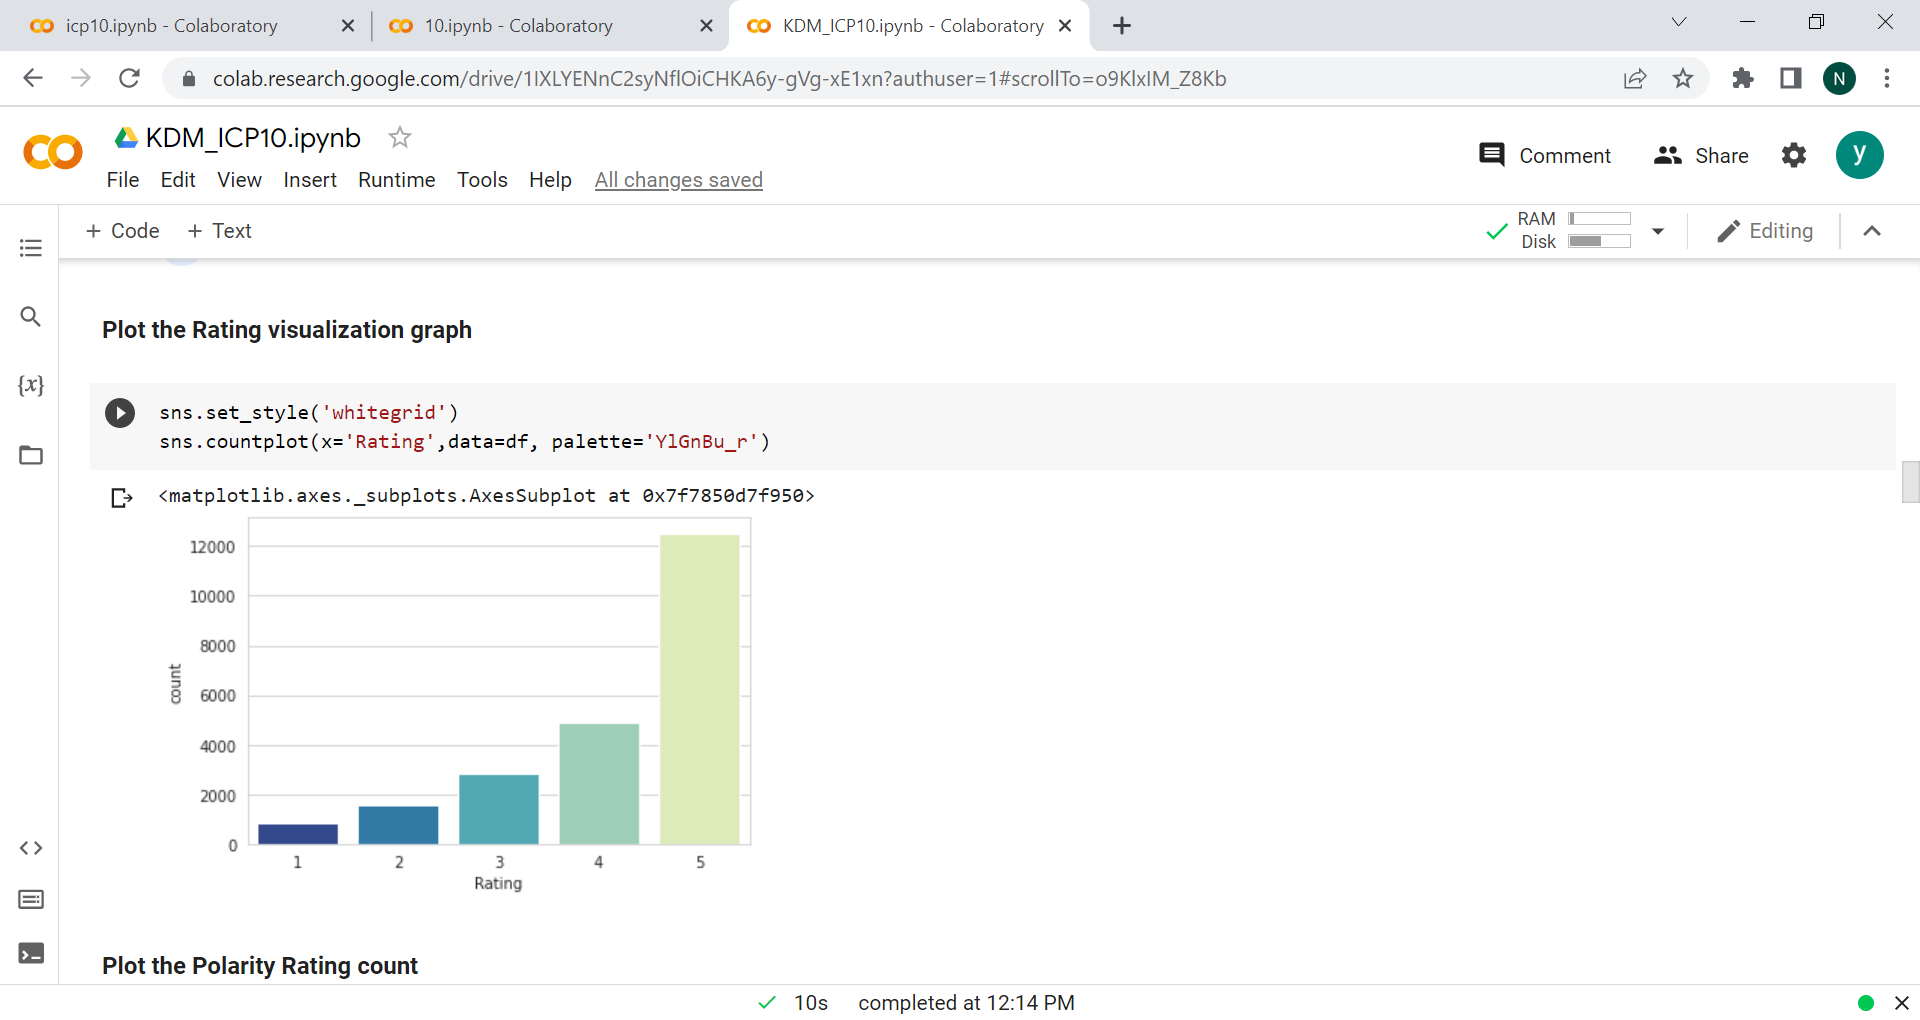 icp10.ipynb - Colaboratory
10.ipynb - Colaboratory
KDM_ICP10.ipynb - Colaboratory
colab.research.google.com/drive/1IXLYENnC2syNflOiCHKA6y-gVg-xE1xn?authuser=1#scrollTo=o9KlxIM_Z8Kb
N
KDM_ICP10.ipynb
Comment
Share
y
File Edit View Insert Runtime Tools Help All changes saved
+ Code + Text
RAM
Disk
Editing
Plot the Rating visualization graph
{x}
sns.set_style('whitegrid')
sns.countplot(x='Rating',data=df, palette='YlGnBu_r')
<matplotlib.axes._subplots.AxesSubplot at 0x7f7850d7f950>
12000
10000
8000
6000
4000
2000
0
count
1 2 3 4 5
Rating
Plot the Polarity Rating count
10s completed at 12:14 PM